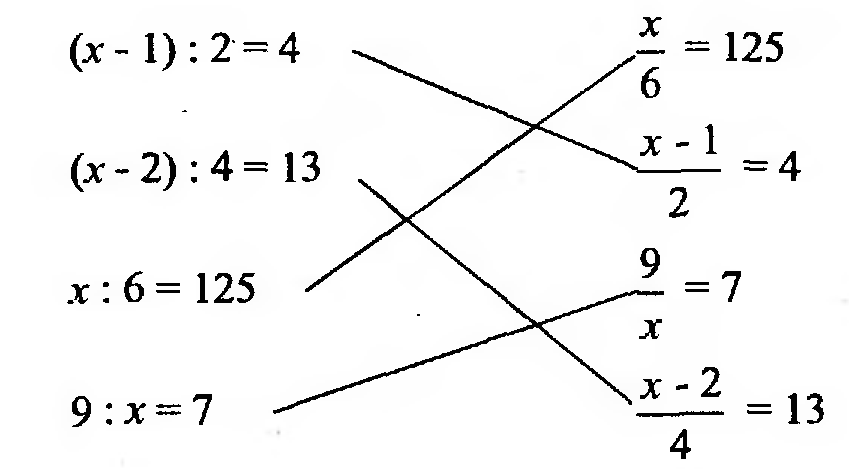 (x - 1) : 2 = 4
(x - 2) : 4 = 13
x : 6 = 125
9 : x = 7
x/6 = 125
(x - 1)/2 = 4
9/x = 7
(x - 2)/4 = 13